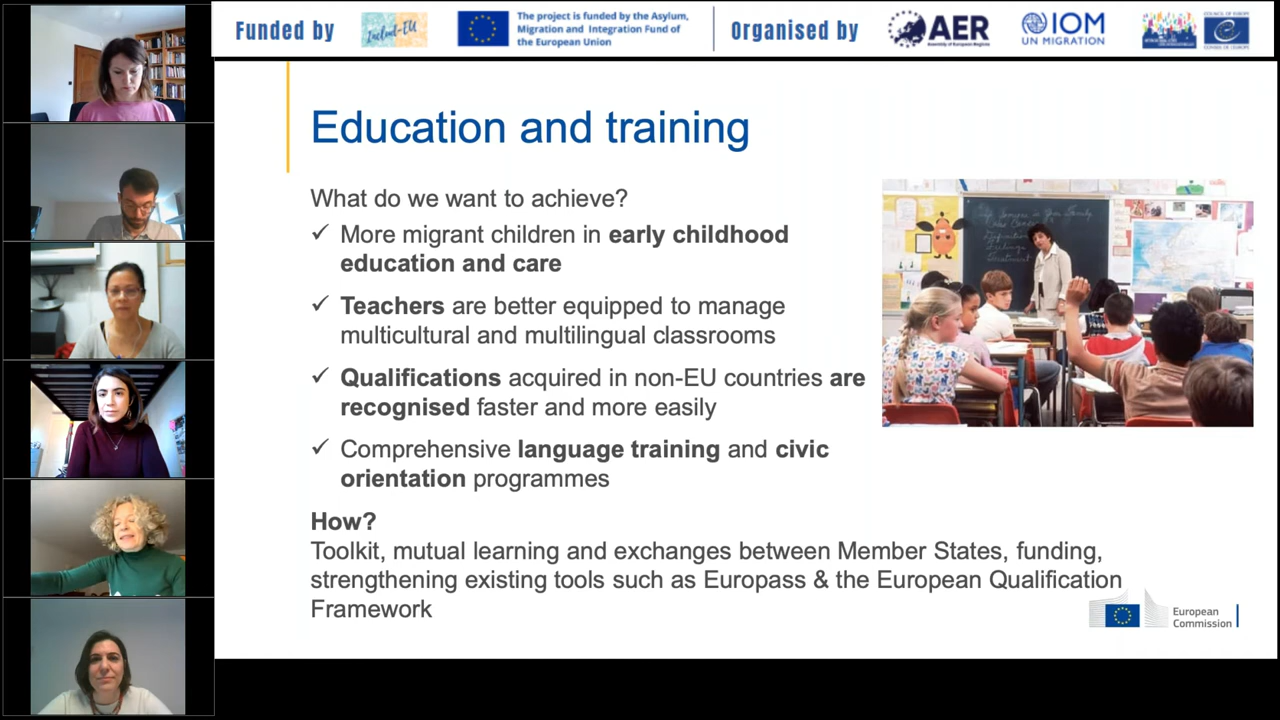 Funded by
Includ-EU
The project is funded by the Asylum,
Migration and Integration Fund of
the European Union
Organised by
AER
Assembly of European Regions
IOM
UN MIGRATION
COUNCIL OF EUROPE
CONSEIL DE L'EUROPE
Education and training
What do we want to achieve?
✓ More migrant children in early childhood
education and care
✓ Teachers are better equipped to manage
multicultural and multilingual classrooms
✓ Qualifications acquired in non-EU countries are
recognised faster and more easily
✓ Comprehensive language training and civic
orientation programmes
How?
Toolkit, mutual learning and exchanges between Member States, funding,
strengthening existing tools such as Europass & the European Qualification
Framework
European
Commission